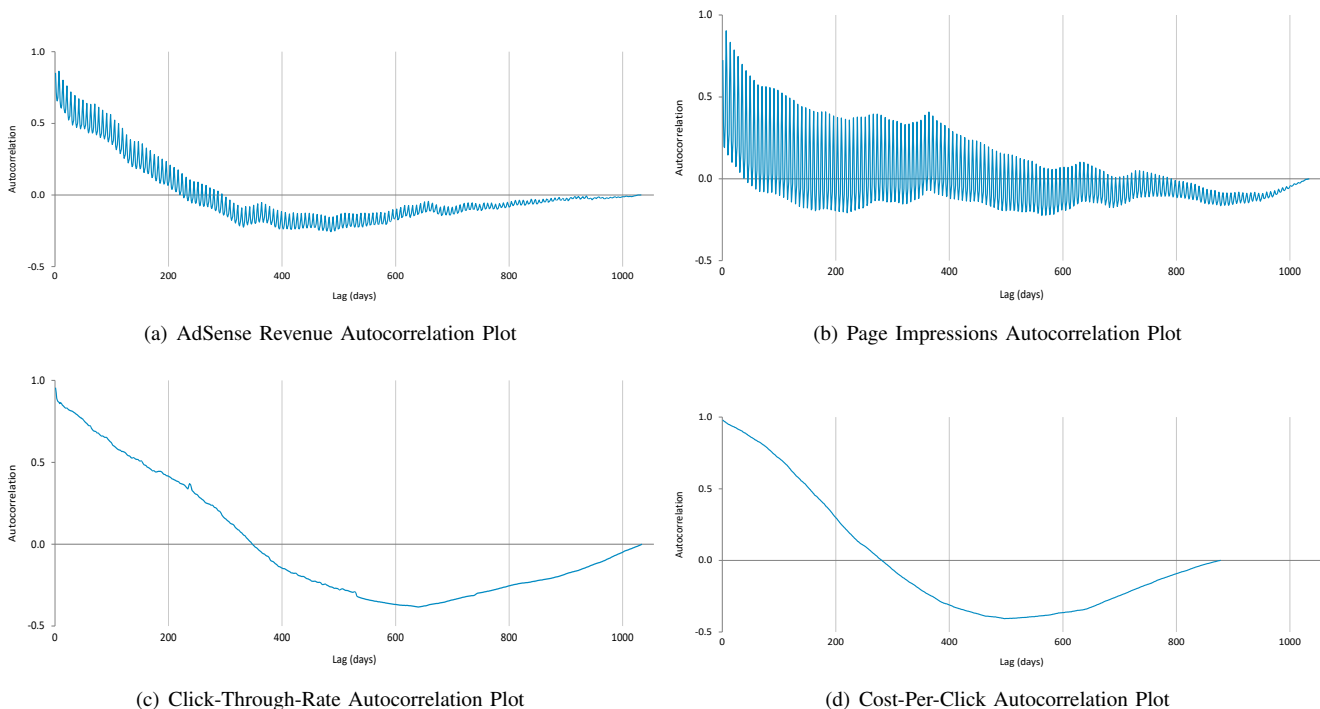 1.0
0.5
0.0
-0.5
Autocorrelation
0 200 400 600 800 1000
Lag (days)
(a) AdSense Revenue Autocorrelation Plot
1.0
0.5
0.0
-0.5
Autocorrelation
0 200 400 600 800 1000
Lag (days)
(b) Page Impressions Autocorrelation Plot
1.0
0.5
0.0
-0.5
Autocorrelation
0 200 400 600 800 1000
Lag (days)
(c) Click-Through-Rate Autocorrelation Plot
1.0
0.5
0.0
-0.5
Autocorrelation
0 200 400 600 800 1000
Lag (days)
(d) Cost-Per-Click Autocorrelation Plot